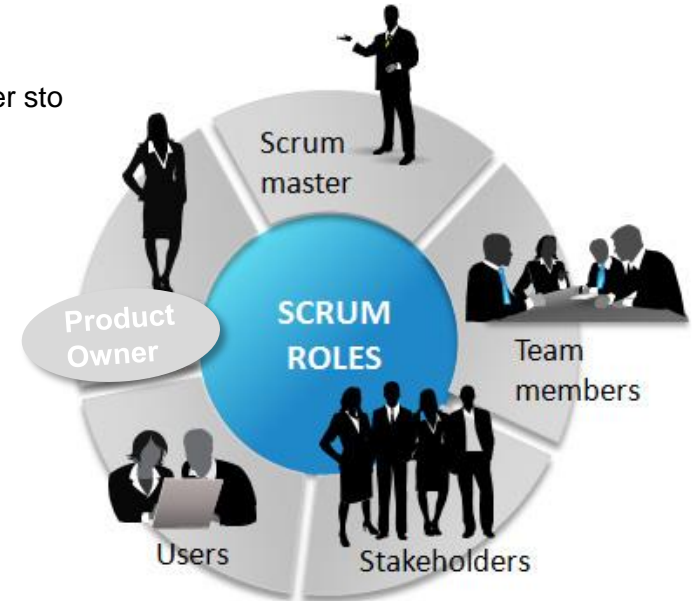 er sto
Scrum
master
Product
Owner
SCRUM
ROLES
Team
members
Users
Stakeholders